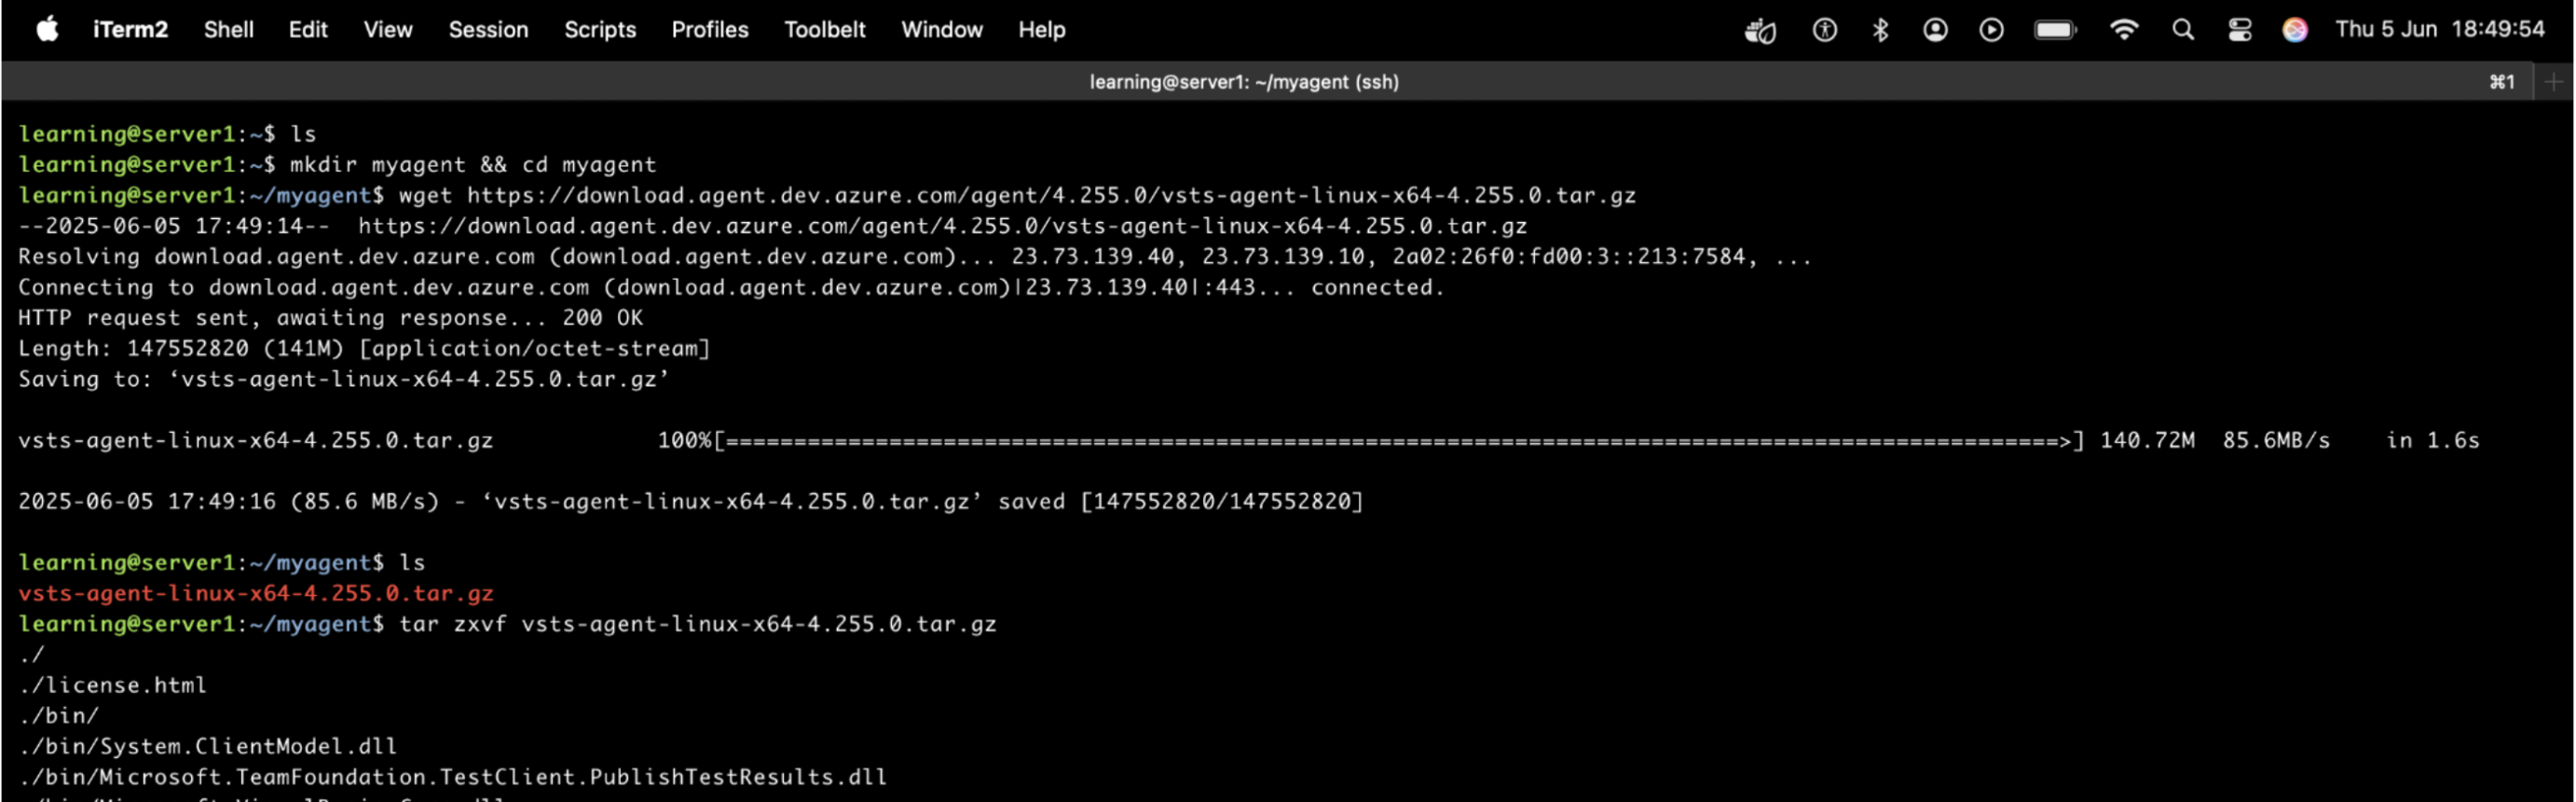 iTerm2 Shell Edit View Session Scripts Profiles Toolbelt Window Help Thu 5 Jun 18:49:54
learning@server1: ~/myagent (ssh) ⌘1
learning@server1:~$ ls
learning@server1:~$ mkdir myagent && cd myagent
learning@server1:~/myagent$ wget https://download.agent.dev.azure.com/agent/4.255.0/vsts-agent-linux-x64-4.255.0.tar.gz
--2025-06-05 17:49:14--  https://download.agent.dev.azure.com/agent/4.255.0/vsts-agent-linux-x64-4.255.0.tar.gz
Resolving download.agent.dev.azure.com (download.agent.dev.azure.com)... 23.73.139.40, 23.73.139.10, 2a02:26f0:fd00:3::213:7584, ...
Connecting to download.agent.dev.azure.com (download.agent.dev.azure.com)|23.73.139.40|:443... connected.
HTTP request sent, awaiting response... 200 OK
Length: 147552820 (141M) [application/octet-stream]
Saving to: ‘vsts-agent-linux-x64-4.255.0.tar.gz’
vsts-agent-linux-x64-4.255.0.tar.gz            100%[==================================================================================================>] 140.72M  85.6MB/s    in 1.6s
2025-06-05 17:49:16 (85.6 MB/s) - ‘vsts-agent-linux-x64-4.255.0.tar.gz’ saved [147552820/147552820]
learning@server1:~/myagent$ ls
vsts-agent-linux-x64-4.255.0.tar.gz
learning@server1:~/myagent$ tar zxvf vsts-agent-linux-x64-4.255.0.tar.gz
./
./license.html
./bin/
./bin/System.ClientModel.dll
./bin/Microsoft.TeamFoundation.TestClient.PublishTestResults.dll